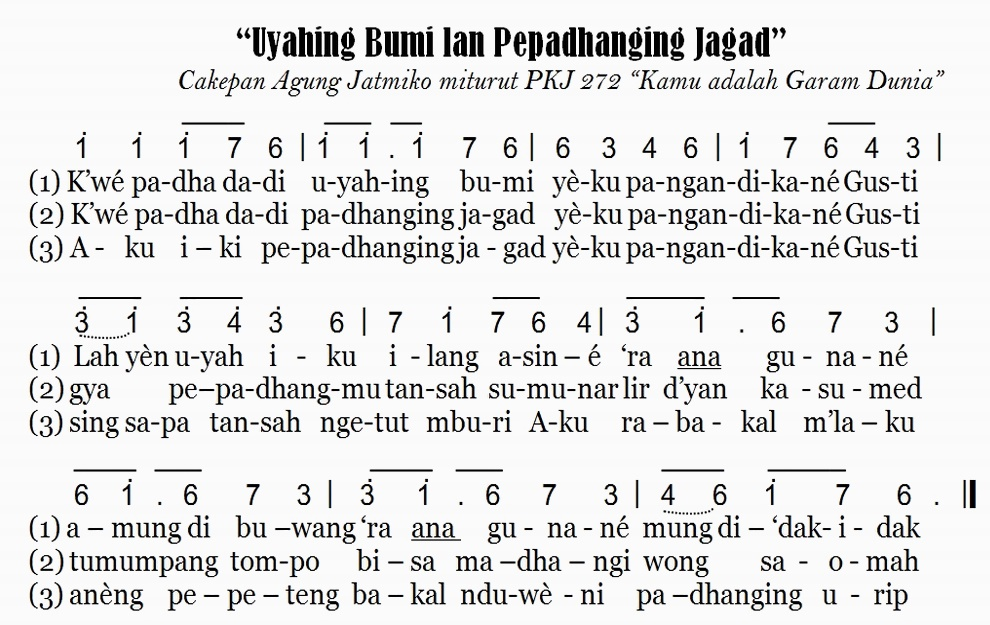 “Uyahing Bumi lan Pepadhanging Jagad”
Cakepan Agung Jatmiko miturut PKJ 272 “Kamu adalah Garam Dunia”
i̇ i̇ i̇ 7 6 | i̇ i̇ . i̇ 7 6 | 6 3 4 6 | i̇ 7 6 4 3 |
(1) K’wé pa-dha da-di u-yah-ing bu-mi yè-ku pa-ngan-di-ka-né Gus-ti
(2) K’wé pa-dha da-di pa-dhanging ja-gad yè-ku pa-ngan-di-ka-né Gus-ti
(3) A - ku i – ki pe-pa-dhanging ja - gad yè-ku pa-ngan-di-ka-né Gus-ti
3̇ 1̇ 3̇ 4̇ 3̇ 6 | 7 1̇ 7 6 4 | 3̇ 1̇ . 6 7 3 |
(1) Lah yèn u-yah i - ku i - lang a-sin – é ‘ra ana gu - na - né
(2) gya pe–pa-dhang-mu tan-sah su-mu-nar lir d’yan ka - su - med
(3) sing sa-pa tan-sah nge-tut mbu-ri A-ku ra – ba - kal m’la – ku
6 1̇ . 6 7 3 | 3̇ 1̇ . 6 7 3 | 4 6 1̇ 7 6 . ||
(1) a – mung di bu –wang ‘ra ana gu - na - né mung di – ‘dak- i - dak
(2) tumumpang tom-po bi – sa ma –dha – ngi wong sa - o - mah
(3) anèng pe – pe – teng ba – kal ndu-wè - ni pa –dhanging u - rip